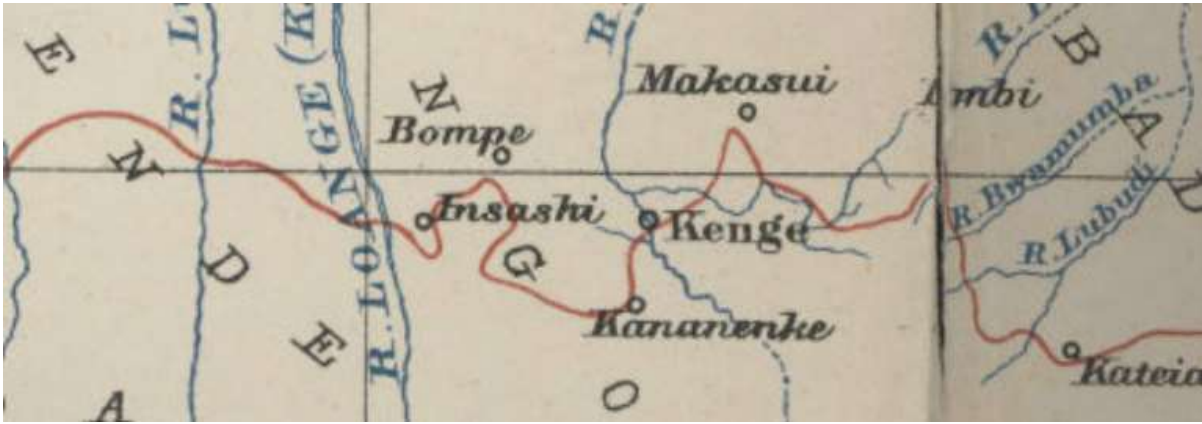 Makasui
Bompe
Insashi
Kenge
Kananenke
R. LOANGE (K
R. Bwamumba
R. Lubudi
Kateia
R. L
R
R. L
mbi
E N D E
N G O
B A L
A